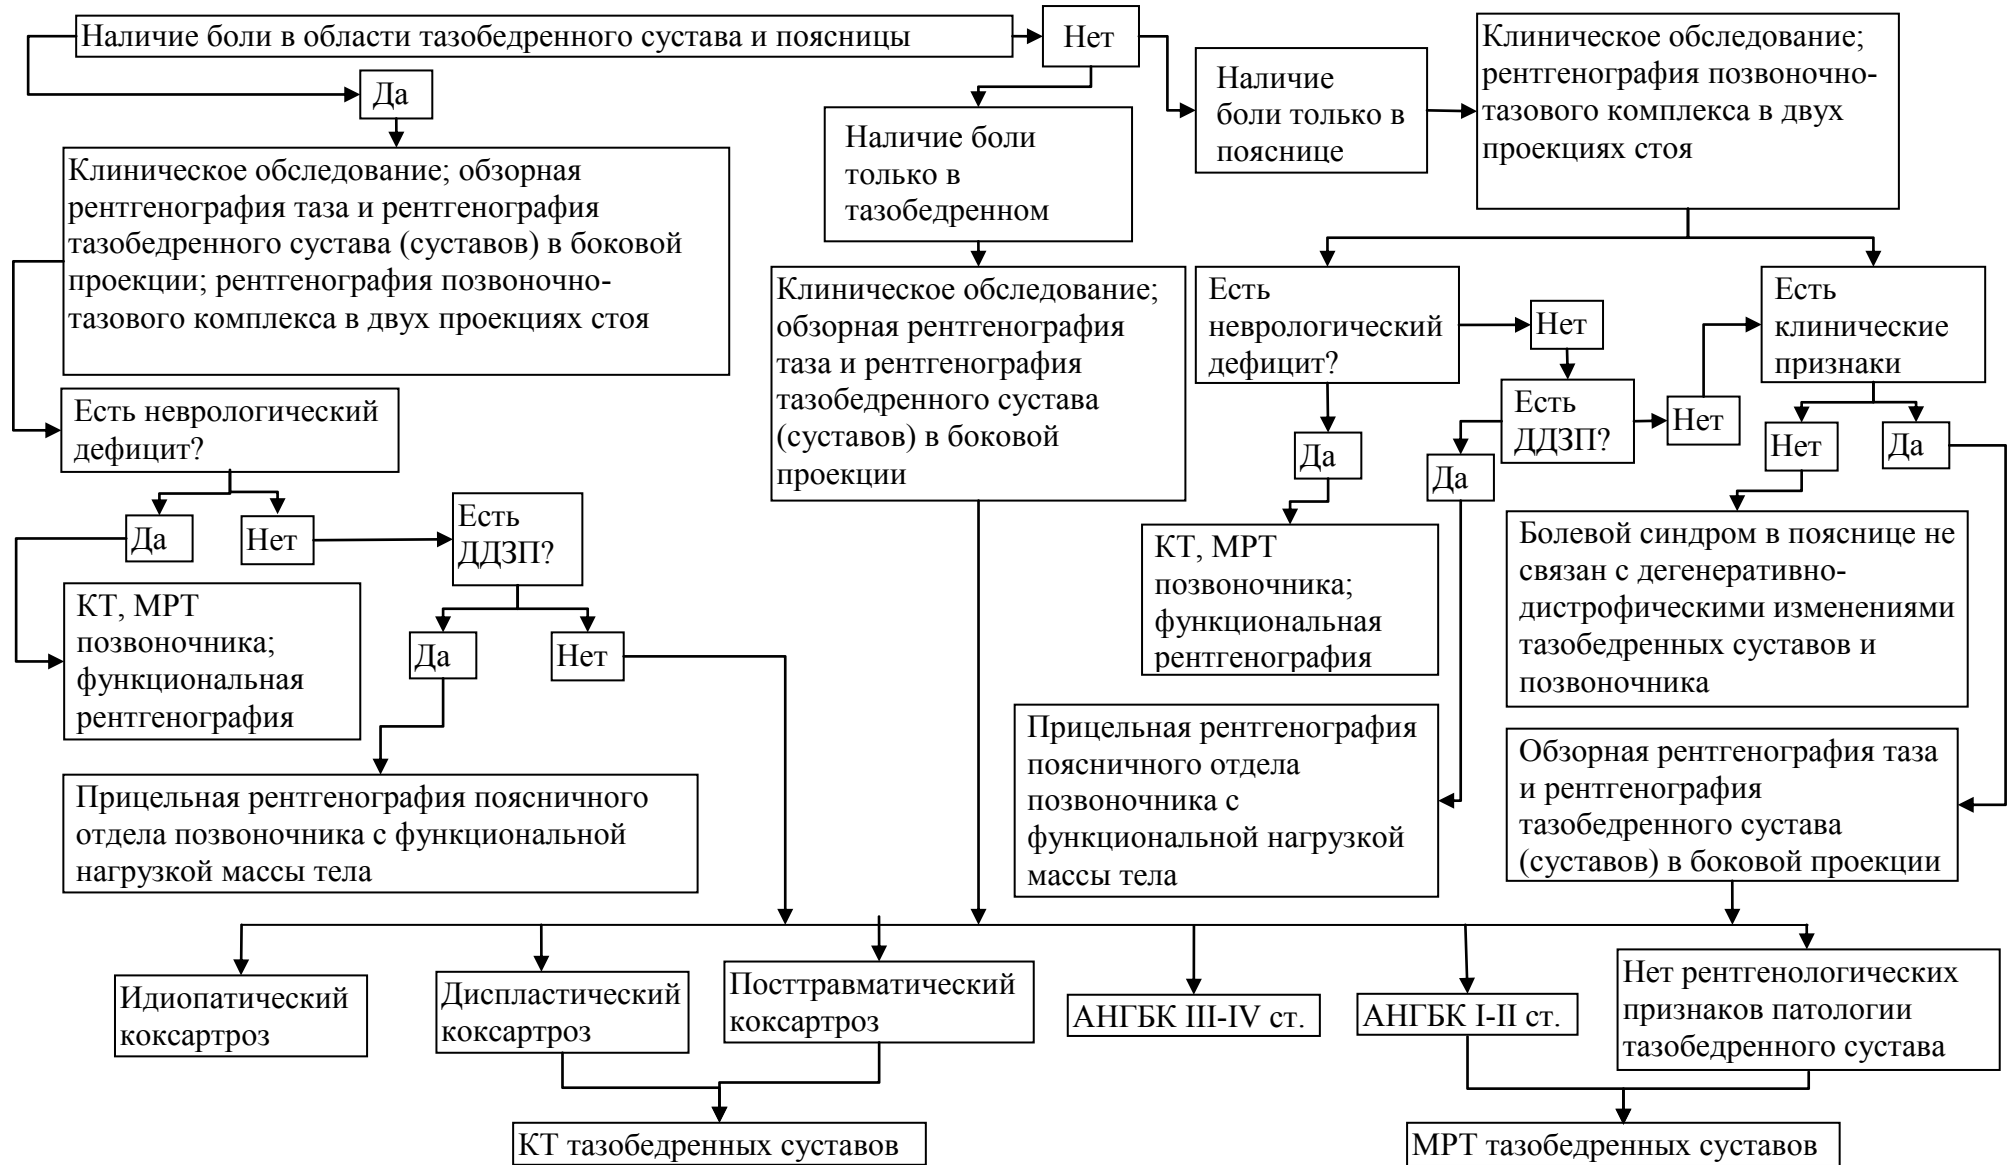 Наличие боли в области тазобедренного сустава и поясницы
Нет
Да
Клиническое обследование; обзорная
рентгенография таза и рентгенография
тазобедренного сустава (суставов) в боковой
проекции; рентгенография позвоночно-
тазового комплекса в двух проекциях стоя
Наличие боли
только в
тазобедренном
Наличие
боли только в
пояснице
Клиническое обследование;
рентгенография позвоночно-
тазового комплекса в двух
проекциях стоя
Есть неврологический
дефицит?
Да
Нет
Есть
ДДЗП?
КТ, МРТ
позвоночника;
функциональная
рентгенография
Да
Нет
Прицельная рентгенография поясничного
отдела позвоночника с функциональной
нагрузкой массы тела
Клиническое обследование;
обзорная рентгенография
таза и рентгенография
тазобедренного сустава
(суставов) в боковой
проекции
Есть
неврологический
дефицит?
Нет
Есть
ДДЗП?
Нет
Да
Да
Есть
клинические
признаки
Нет
Да
КТ, МРТ
позвоночника;
функциональная
рентгенография
Болевой синдром в пояснице не
связан с дегенеративно-
дистрофическими изменениями
тазобедренных суставов и
позвоночника
Прицельная рентгенография
поясничного отдела
позвоночника с
функциональной нагрузкой
массы тела
Обзорная рентгенография таза
и рентгенография
тазобедренного сустава
(суставов) в боковой проекции
Идиопатический
коксартроз
Диспластический
коксартроз
Посттравматический
коксартроз
АНГБК III-IV ст.
АНГБК I-II ст.
Нет рентгенологических
признаков патологии
тазобедренного сустава
КТ тазобедренных суставов
МРТ тазобедренных суставов